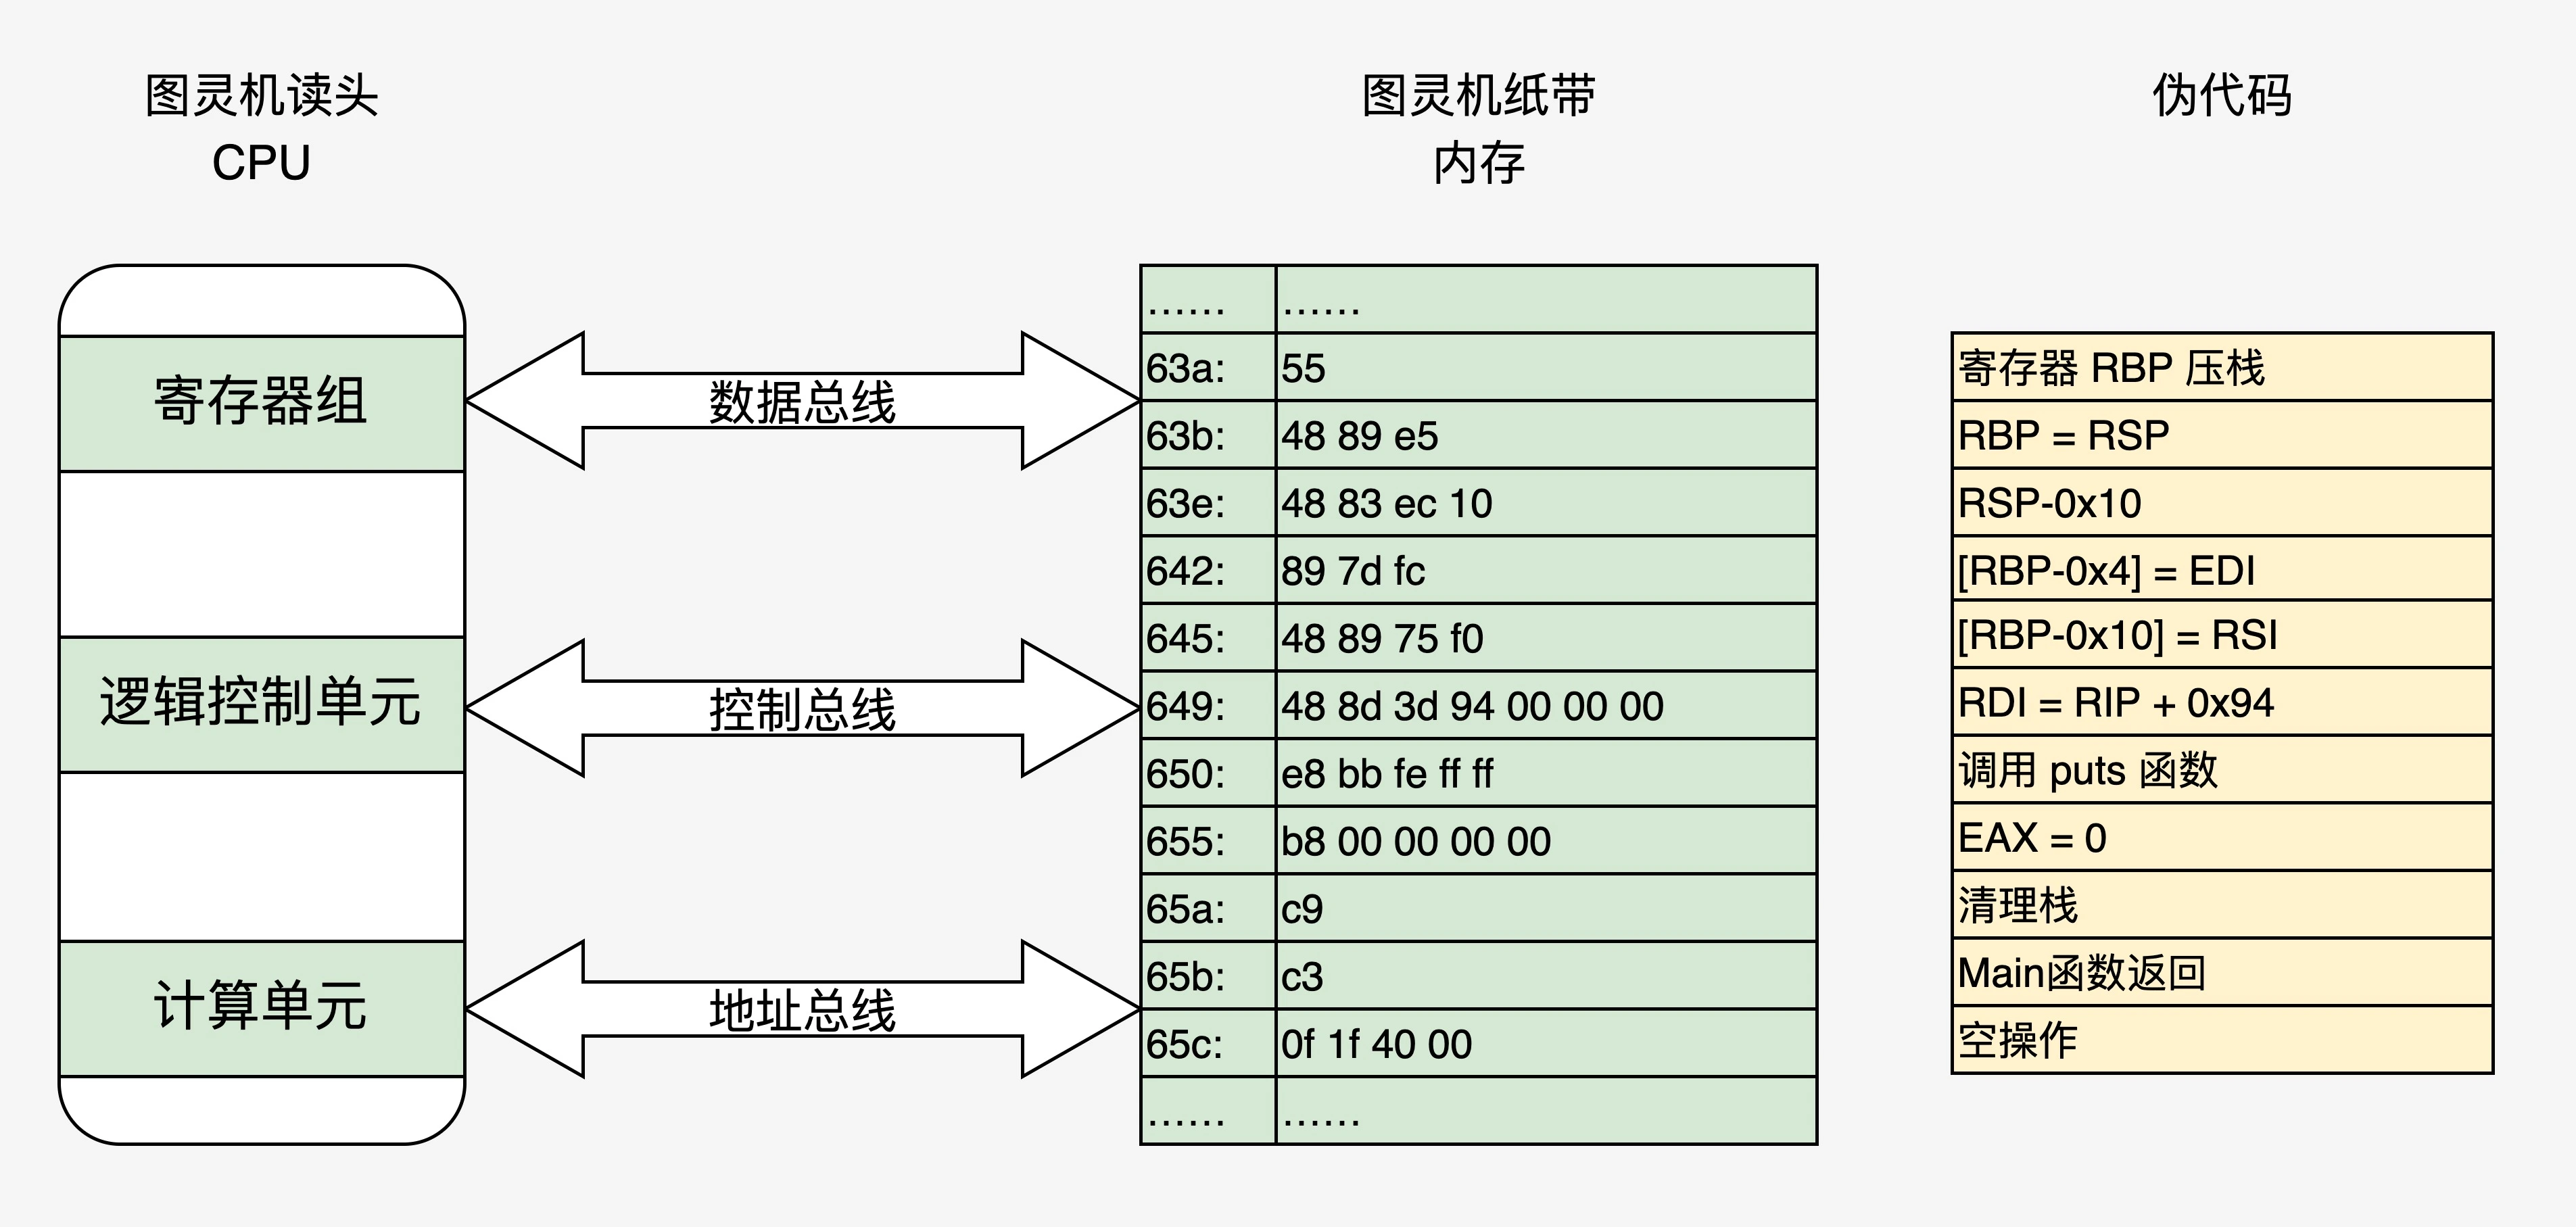 图灵机读头
CPU
图灵机纸带
内存
伪代码
寄存器组
逻辑控制单元
计算单元
数据总线
控制总线
地址总线
…… ……
63a: 55
63b: 48 89 e5
63e: 48 83 ec 10
642: 89 7d fc
645: 48 89 75 f0
649: 48 8d 3d 94 00 00 00
650: e8 bb fe ff ff
655: b8 00 00 00 00
65a: c9
65b: c3
65c: 0f 1f 40 00
…… ……
寄存器 RBP 压栈
RBP = RSP
RSP-0x10
[RBP-0x4] = EDI
[RBP-0x10] = RSI
RDI = RIP + 0x94
调用 puts 函数
EAX = 0
清理栈
Main函数返回
空操作